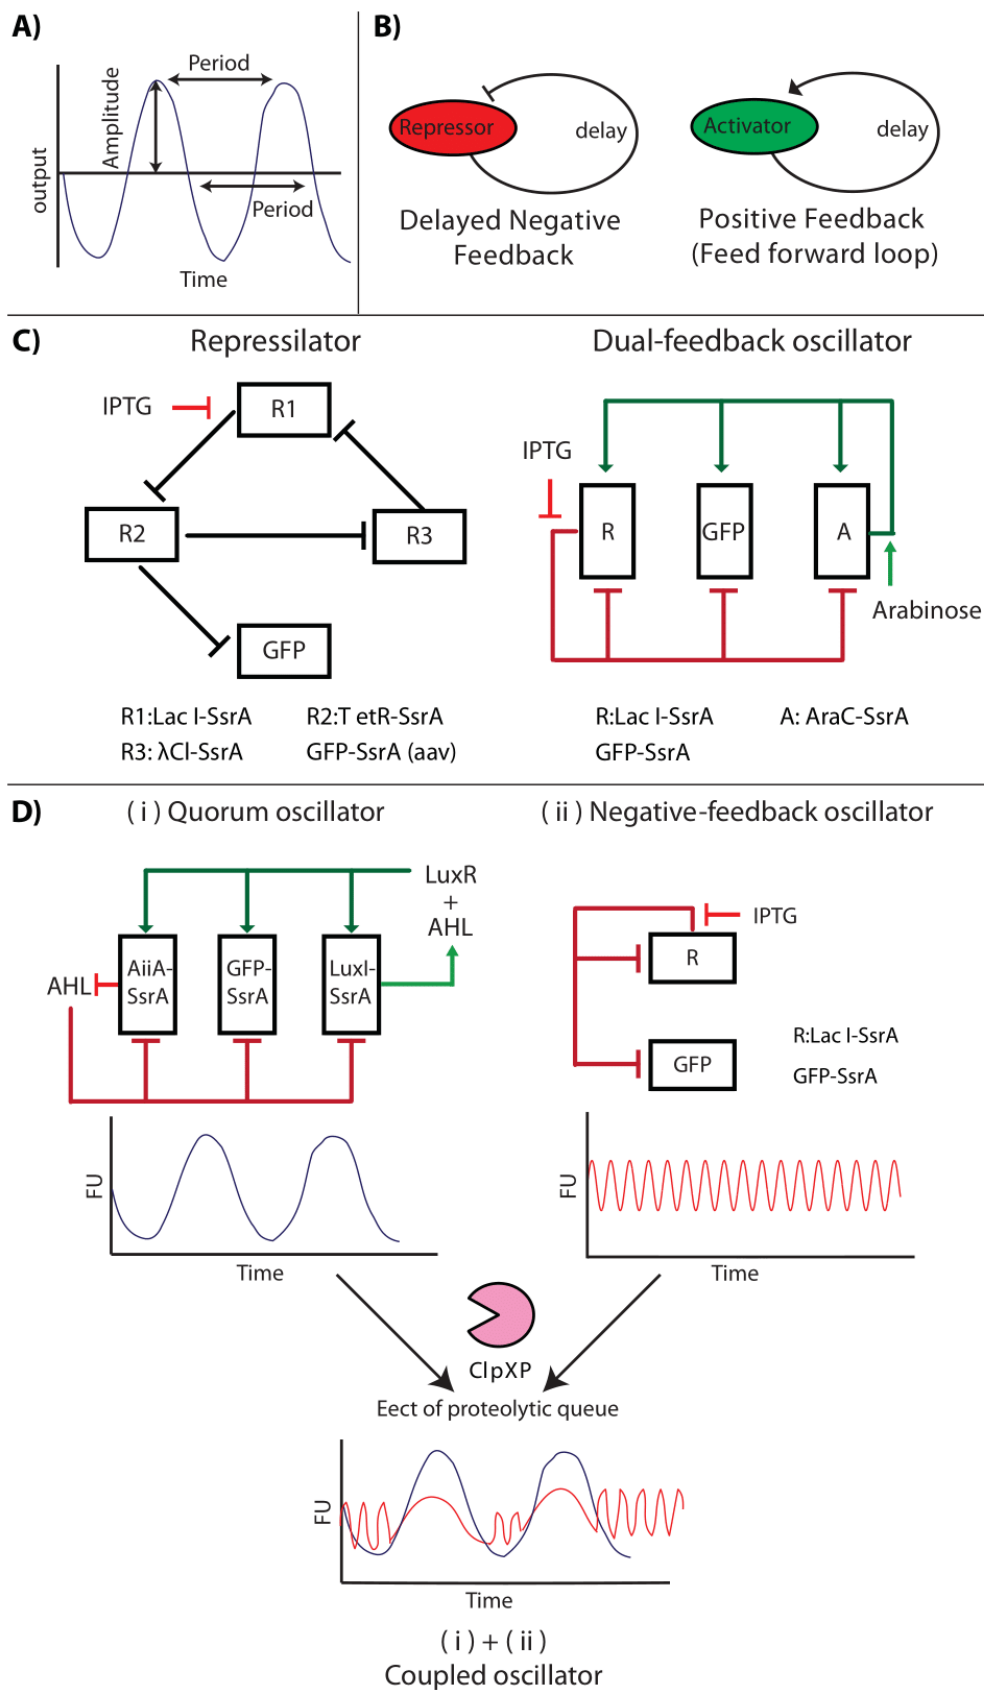 A)
Period
Amplitude
output
Period
Time
B)
Repressor
delay
Delayed Negative
Feedback
Activator
delay
Positive Feedback
(Feed forward loop)
C)
Repressilator
IPTG
R1
R2
R3
GFP
R1:Lac I-SsrA
R2:T etR-SsrA
R3: λCl-SsrA
GFP-SsrA (aav)
Dual-feedback oscillator
IPTG
R
GFP
A
Arabinose
R:Lac I-SsrA
A: AraC-SsrA
GFP-SsrA
D)
( i ) Quorum oscillator
LuxR
+
AHL
AHL
AiiA-
SsrA
GFP-
SsrA
LuxI-
SsrA
FU
Time
( ii ) Negative-feedback oscillator
IPTG
R
GFP
R:Lac I-SsrA
GFP-SsrA
FU
Time
ClpXP
Eect of proteolytic queue
FU
Time
( i ) + ( ii )
Coupled oscillator